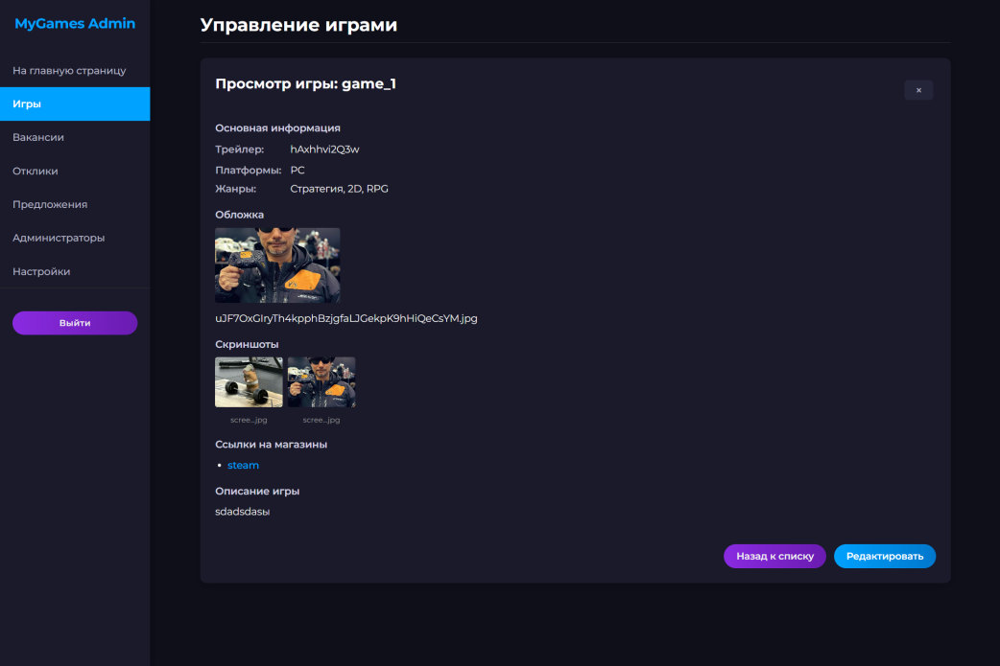 MyGames Admin
На главную страницу
Игры
Вакансии
Отклики
Предложения
Администраторы
Настройки
Выйти
Управление играми
Просмотр игры: game_1
×
Основная информация
Трейлер: hAxhhvi2Q3w
Платформы: PC
Жанры: Стратегия, 2D, RPG
Обложка
uJF7OxGIryTh4kpphBzjgfaLJGekpK9hHiQeCsYM.jpg
Скриншоты
scree...jpg scree...jpg
Ссылки на магазины
• steam
Описание игры
sdadsdasы
Назад к списку Редактировать